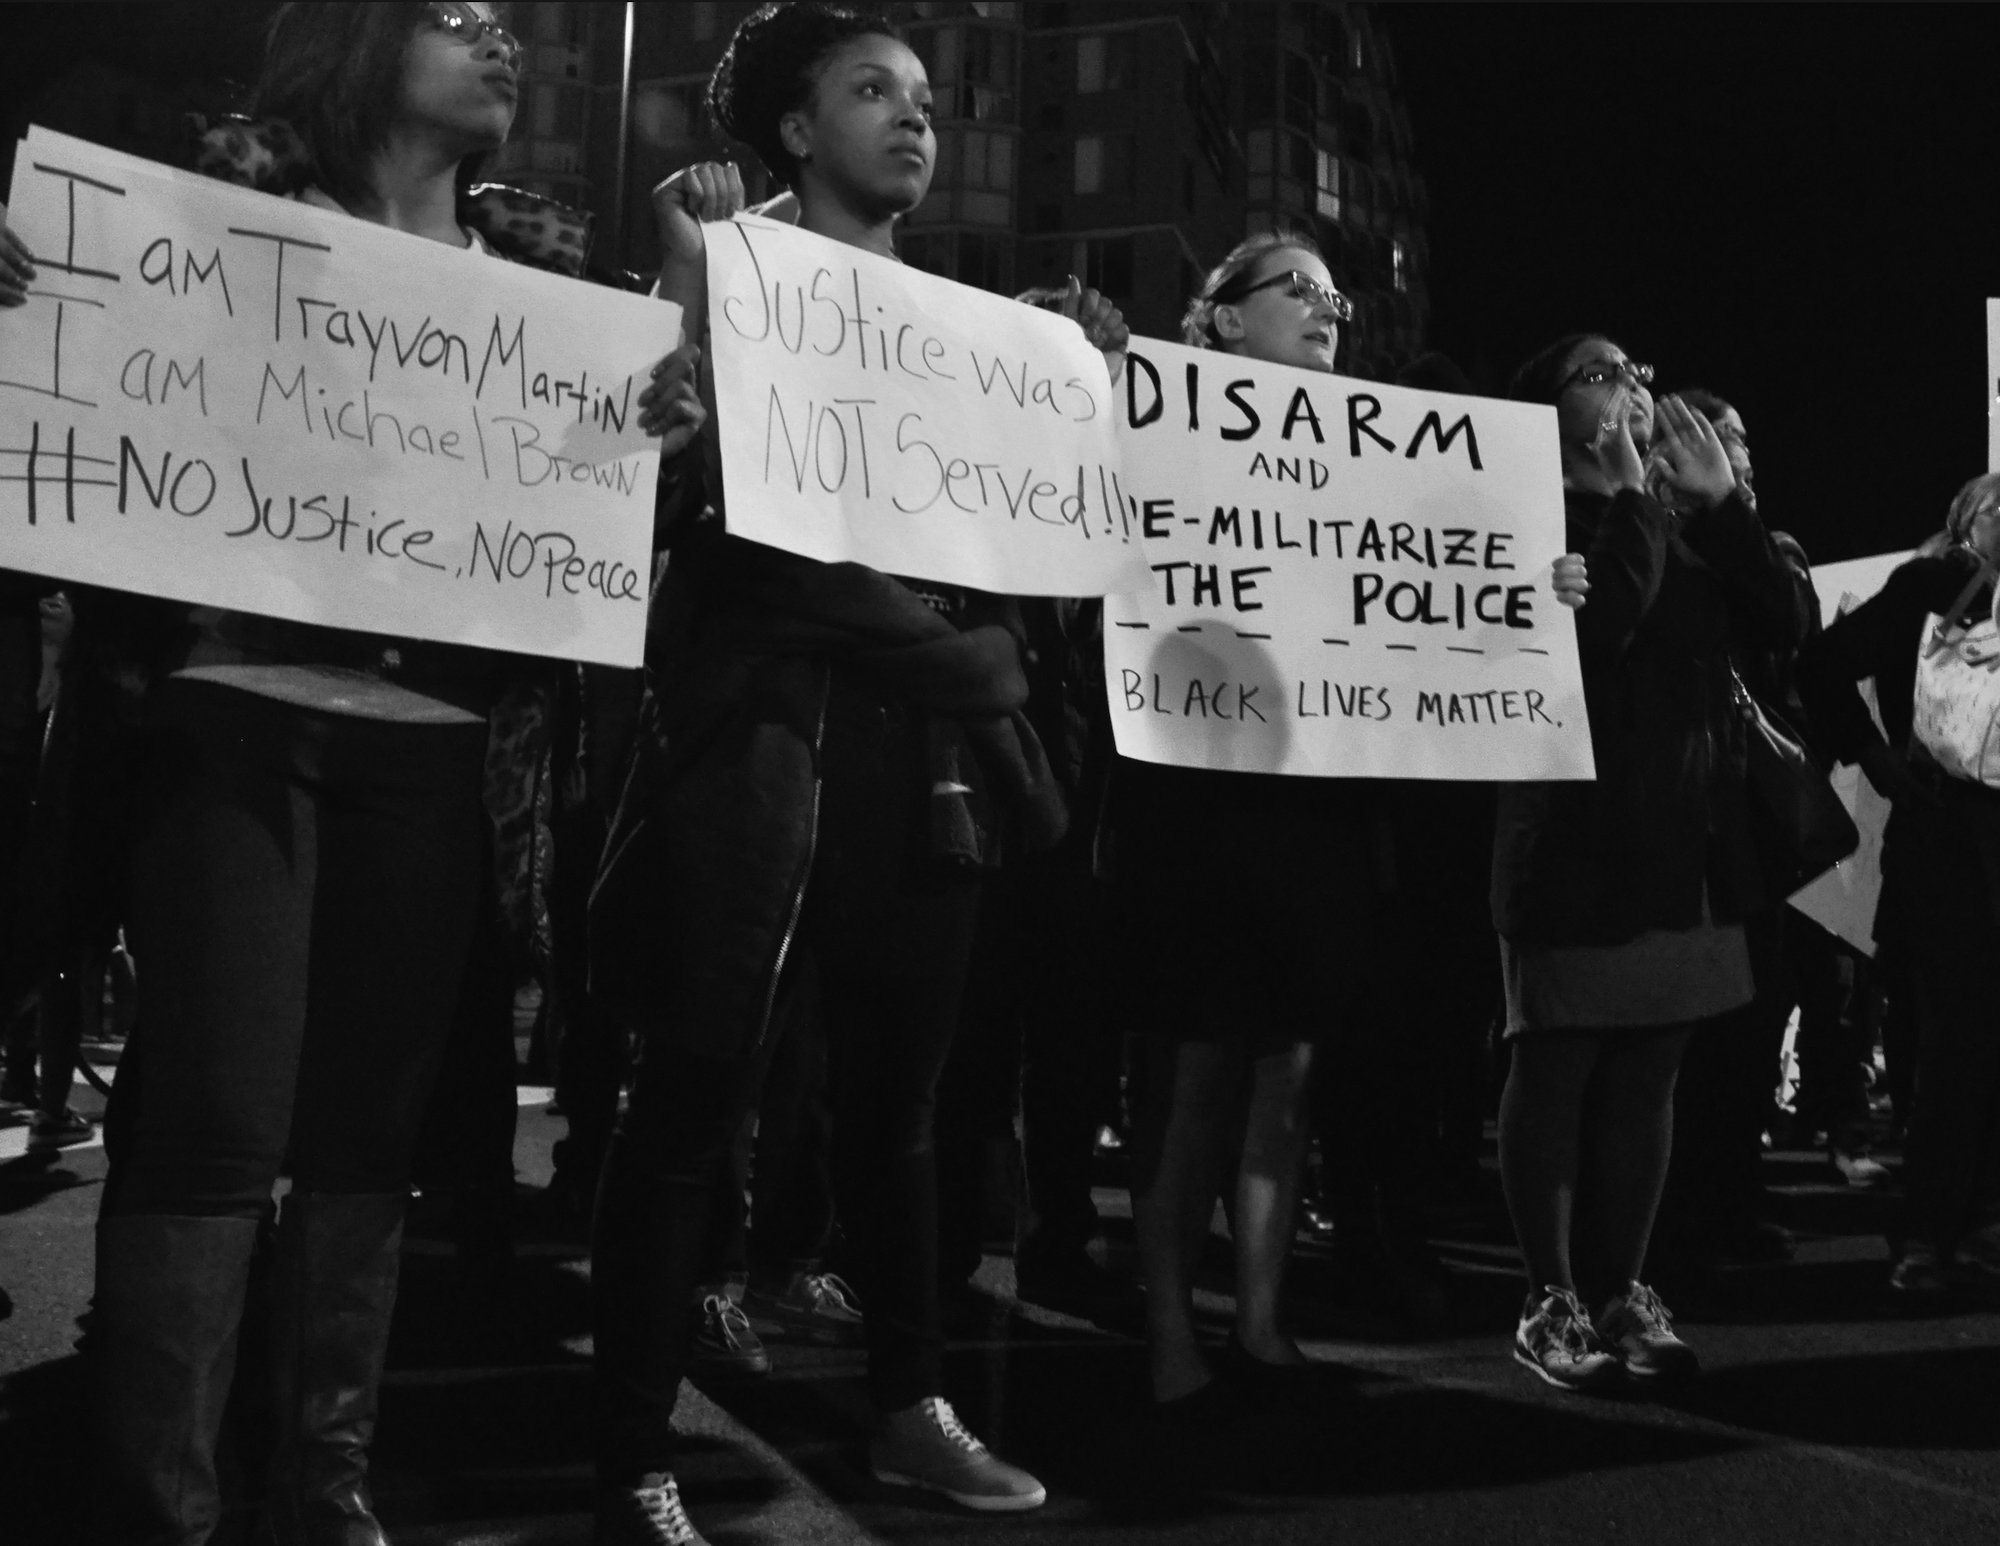 I am Trayvon Martin
I am Michael Brown
#NO Justice, NO Peace
Justice was
NOT Served!!
DISARM
AND
E-MILITARIZE
THE POLICE
BLACK LIVES MATTER.